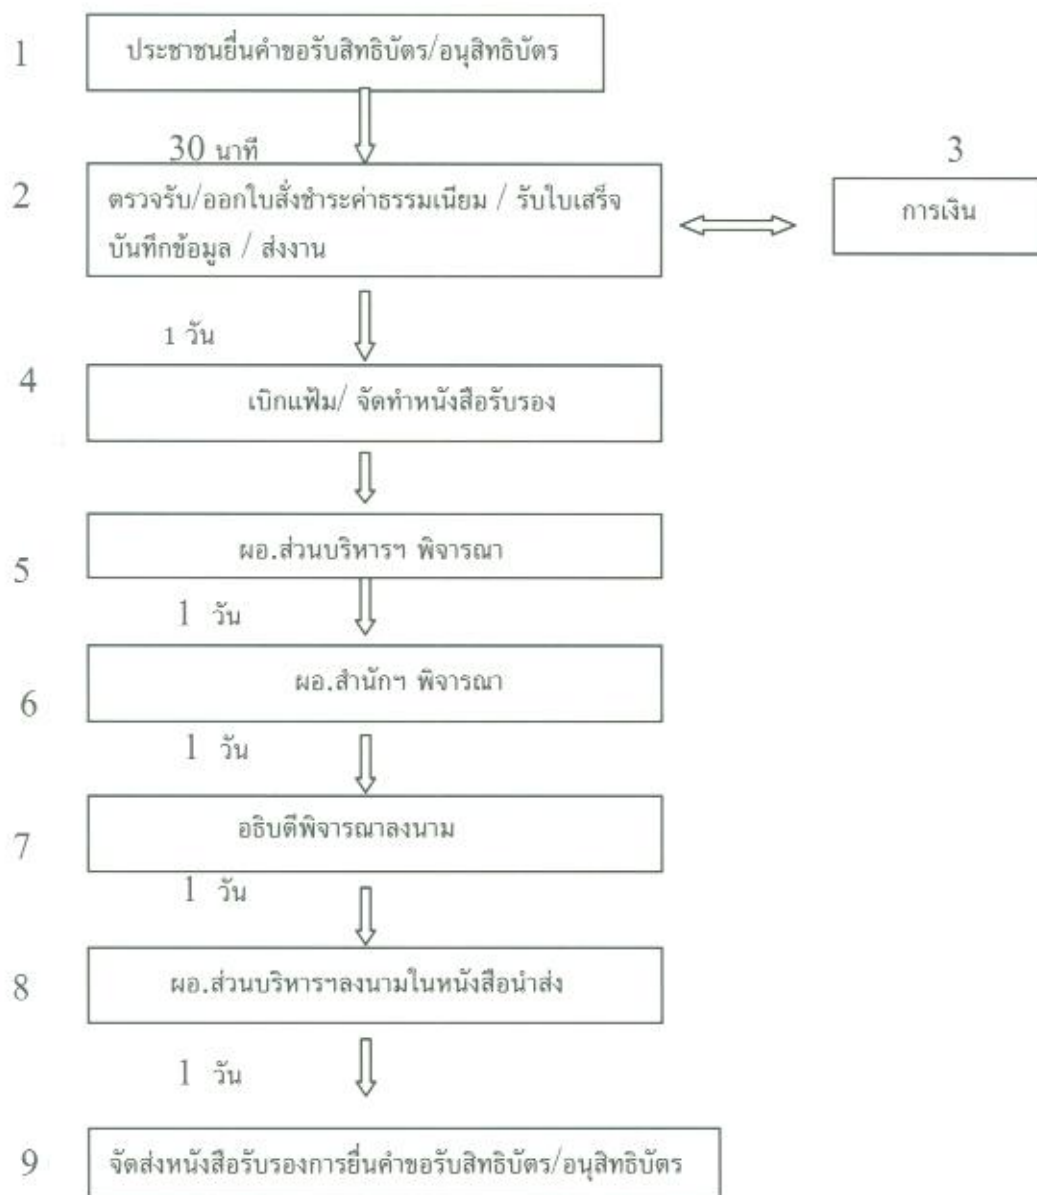 1
ประชาชนยื่นคำขอรับสิทธิบัตร/อนุสิทธิบัตร
30 นาที
2
ตรวจรับ/ออกใบสั่งชำระค่าธรรมเนียม / รับใบเสร็จ
บันทึกข้อมูล / ส่งงาน
3
การเงิน
1 วัน
4
เบิกแฟ้ม/ จัดทำหนังสือรับรอง
5
ผอ.ส่วนบริหารฯ พิจารณา
1 วัน
6
ผอ.สำนักฯ พิจารณา
1 วัน
7
อธิบดีพิจารณาลงนาม
1 วัน
8
ผอ.ส่วนบริหารฯลงนามในหนังสือนำส่ง
1 วัน
9
จัดส่งหนังสือรับรองการยื่นคำขอรับสิทธิบัตร/อนุสิทธิบัตร